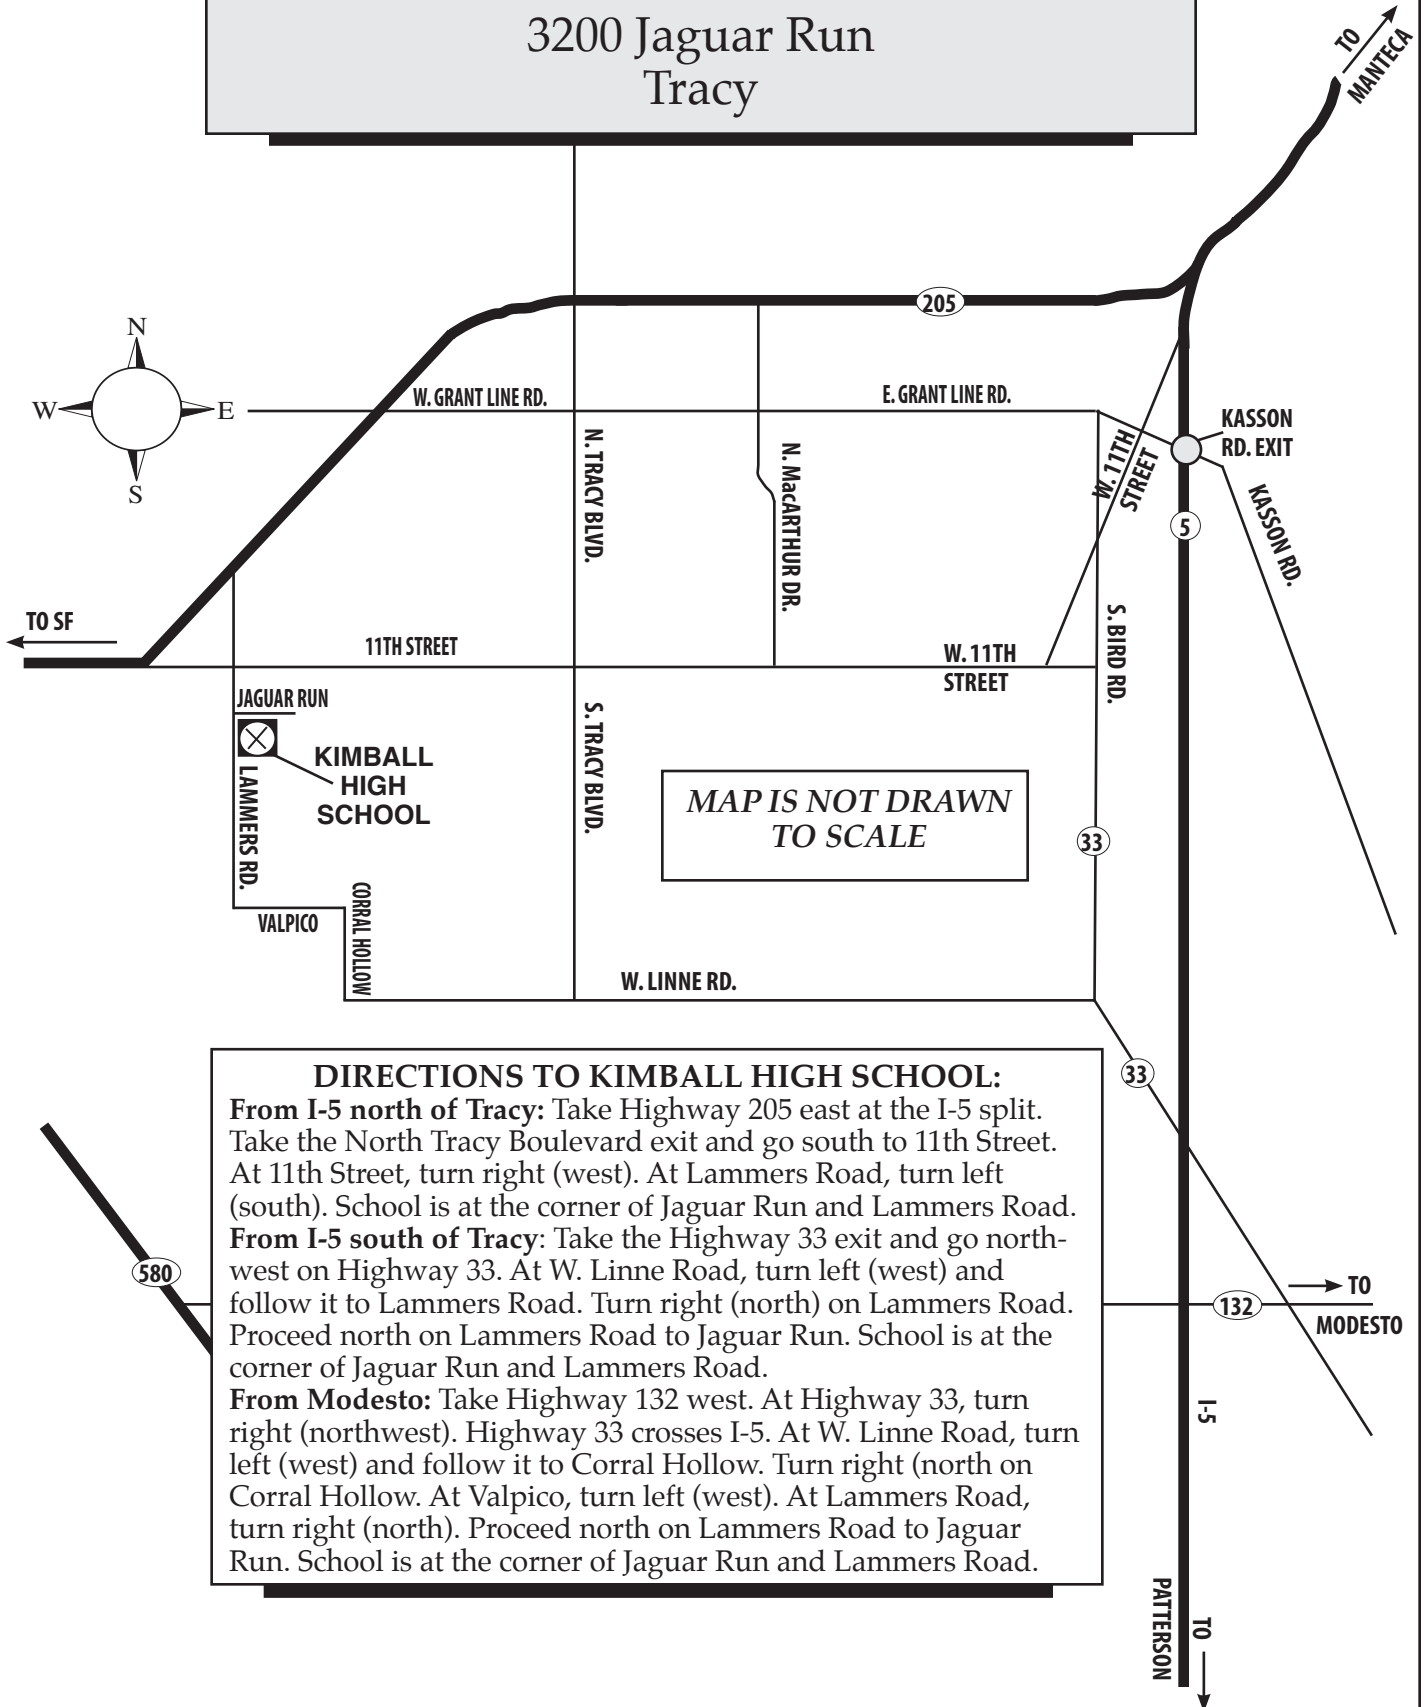 3200 Jaguar Run
Tracy
TO
MANTECA
205
N
W
E
S
W. GRANT LINE RD.
E. GRANT LINE RD.
KASSON
RD. EXIT
N. TRACY BLVD.
N. MacARTHUR DR.
W. 11TH
STREET
5
KASSON RD.
TO SF
11TH STREET
W. 11TH
STREET
S. BIRD RD.
JAGUAR RUN
KIMBALL
HIGH
SCHOOL
LAMMERS RD.
S. TRACY BLVD.
MAP IS NOT DRAWN
TO SCALE
33
VALPICO
CORRAL HOLLOW
W. LINNE RD.
33
DIRECTIONS TO KIMBALL HIGH SCHOOL:
From I-5 north of Tracy: Take Highway 205 east at the I-5 split.
Take the North Tracy Boulevard exit and go south to 11th Street.
At 11th Street, turn right (west). At Lammers Road, turn left
(south). School is at the corner of Jaguar Run and Lammers Road.
From I-5 south of Tracy: Take the Highway 33 exit and go north-
west on Highway 33. At W. Linne Road, turn left (west) and
follow it to Lammers Road. Turn right (north) on Lammers Road.
Proceed north on Lammers Road to Jaguar Run. School is at the
corner of Jaguar Run and Lammers Road.
From Modesto: Take Highway 132 west. At Highway 33, turn
right (northwest). Highway 33 crosses I-5. At W. Linne Road, turn
left (west) and follow it to Corral Hollow. Turn right (north on
Corral Hollow. At Valpico, turn left (west). At Lammers Road,
turn right (north). Proceed north on Lammers Road to Jaguar
Run. School is at the corner of Jaguar Run and Lammers Road.
580
132
TO
MODESTO
I-5
TO
PATTERSON